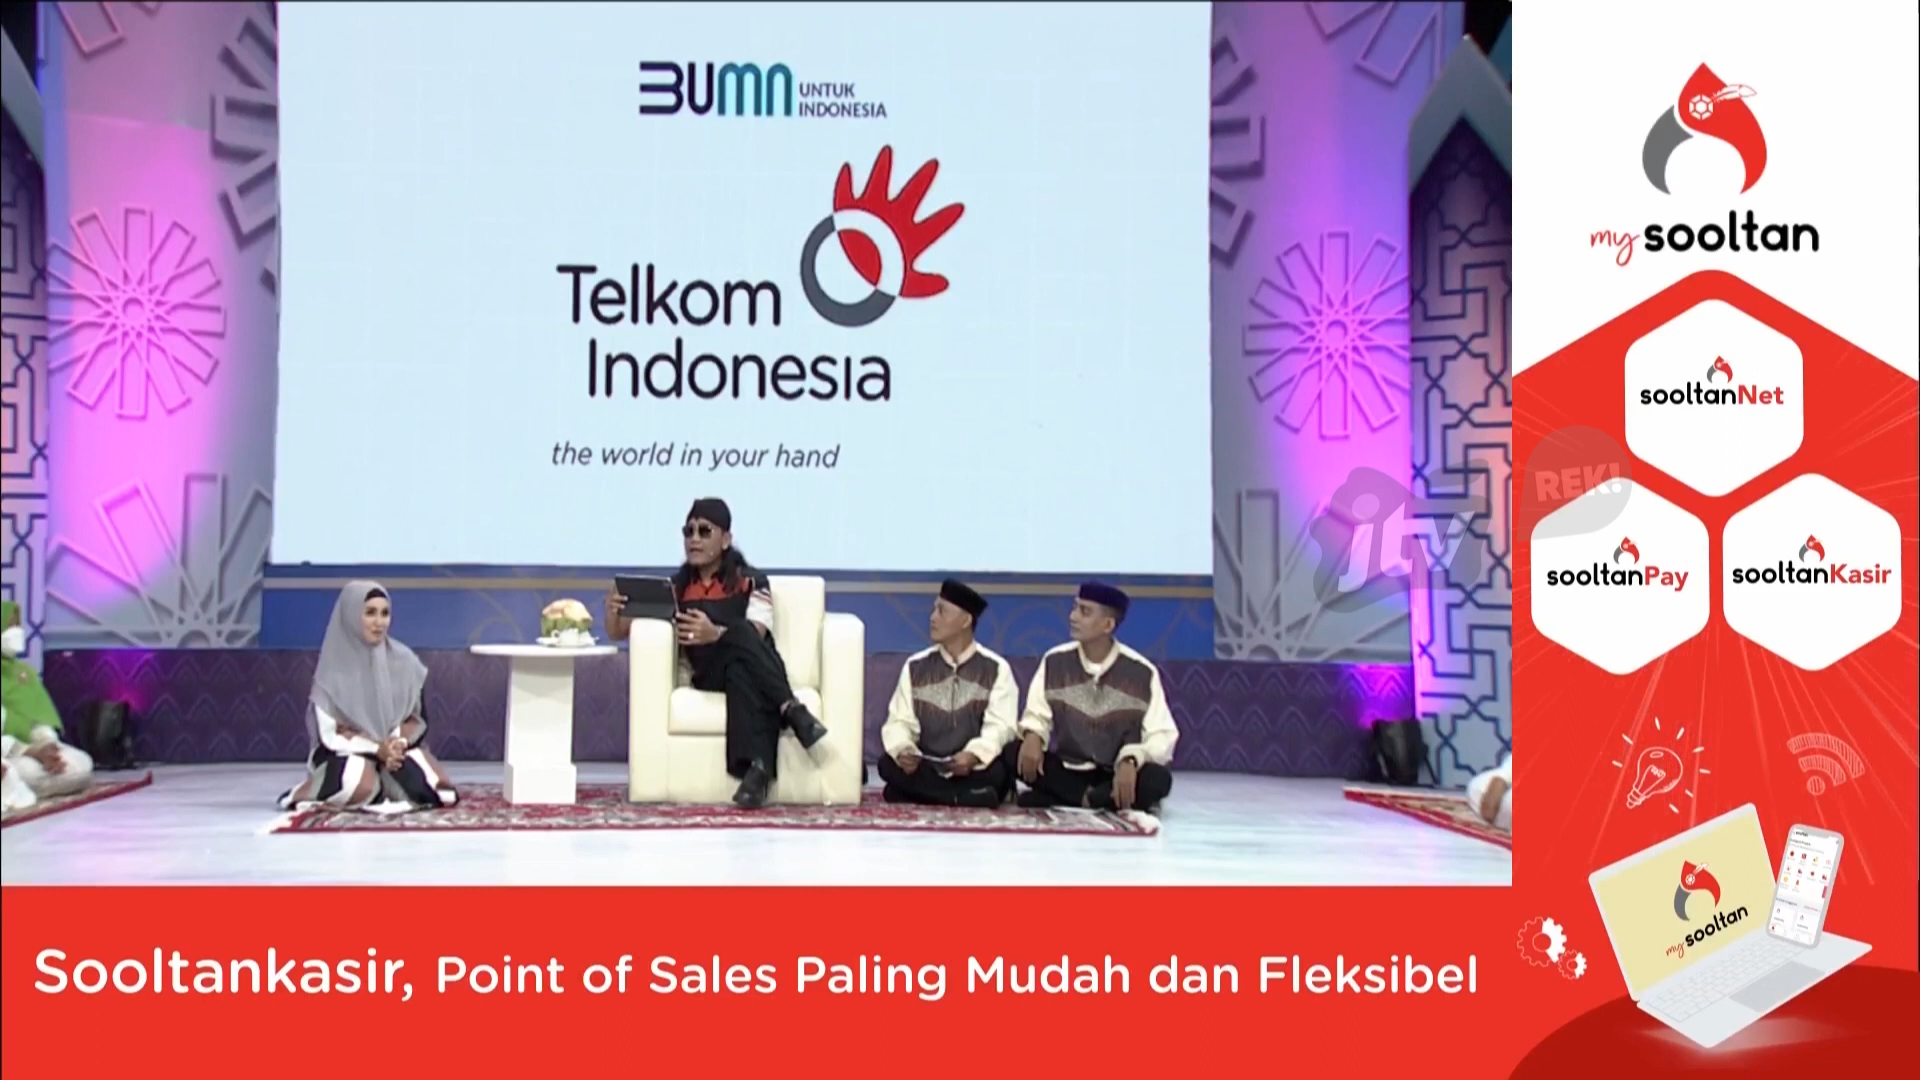 BUMN UNTUK
INDONESIA
Telkom
Indonesia
the world in your hand
jtv
REK!
my sooltan
sooltanNet
sooltanPay
sooltanKasir
my sooltan
Sooltankasir, Point of Sales Paling Mudah dan Fleksibel